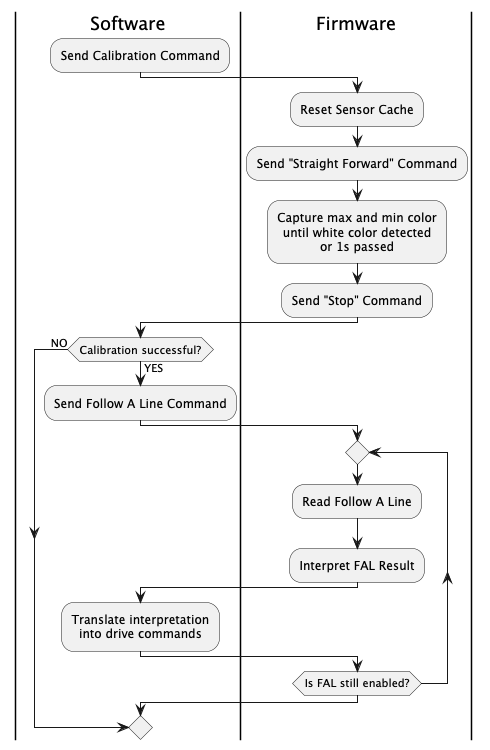 Software
Firmware
Send Calibration Command
Reset Sensor Cache
Send "Straight Forward" Command
Capture max and min color
until white color detected
or 1s passed
Send "Stop" Command
Calibration successful?
NO
YES
Send Follow A Line Command
Read Follow A Line
Interpret FAL Result
Translate interpretation
into drive commands
Is FAL still enabled?